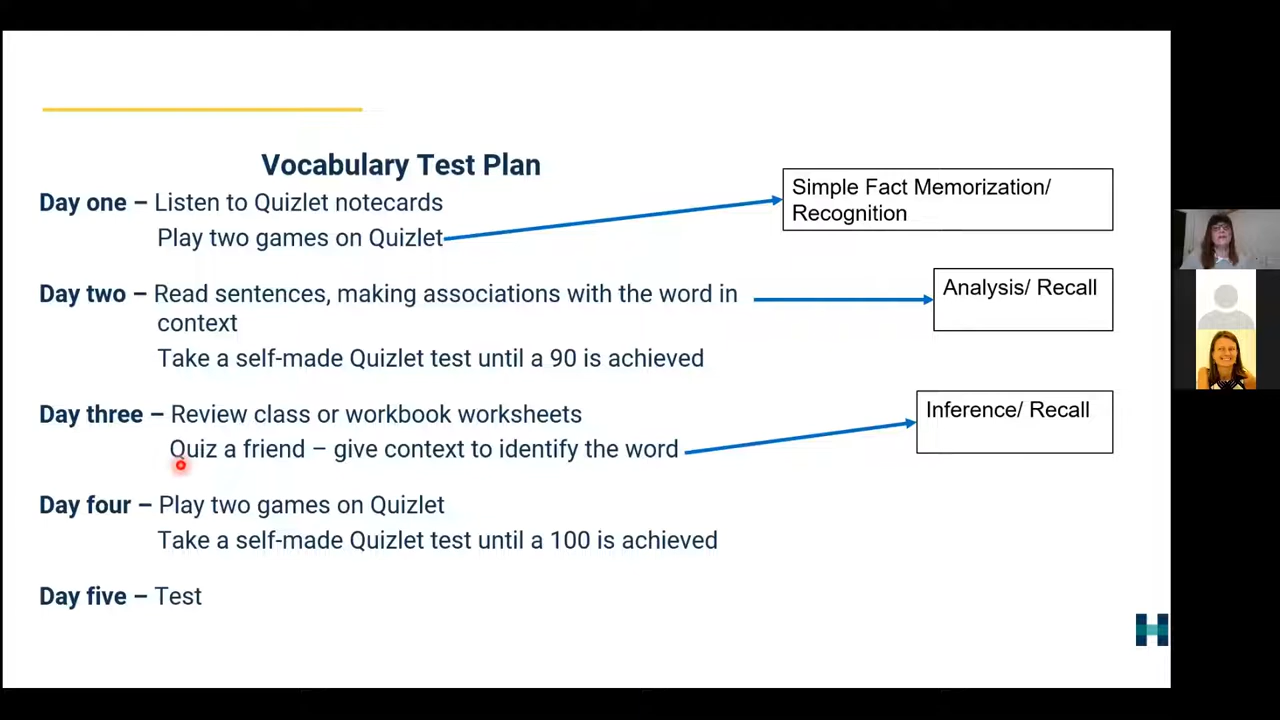 Vocabulary Test Plan
Day one – Listen to Quizlet notecards
Play two games on Quizlet
Simple Fact Memorization/
Recognition
Day two – Read sentences, making associations with the word in
context
Take a self-made Quizlet test until a 90 is achieved
Analysis/ Recall
Day three – Review class or workbook worksheets
Quiz a friend – give context to identify the word
Inference/ Recall
Day four – Play two games on Quizlet
Take a self-made Quizlet test until a 100 is achieved
Day five – Test
H